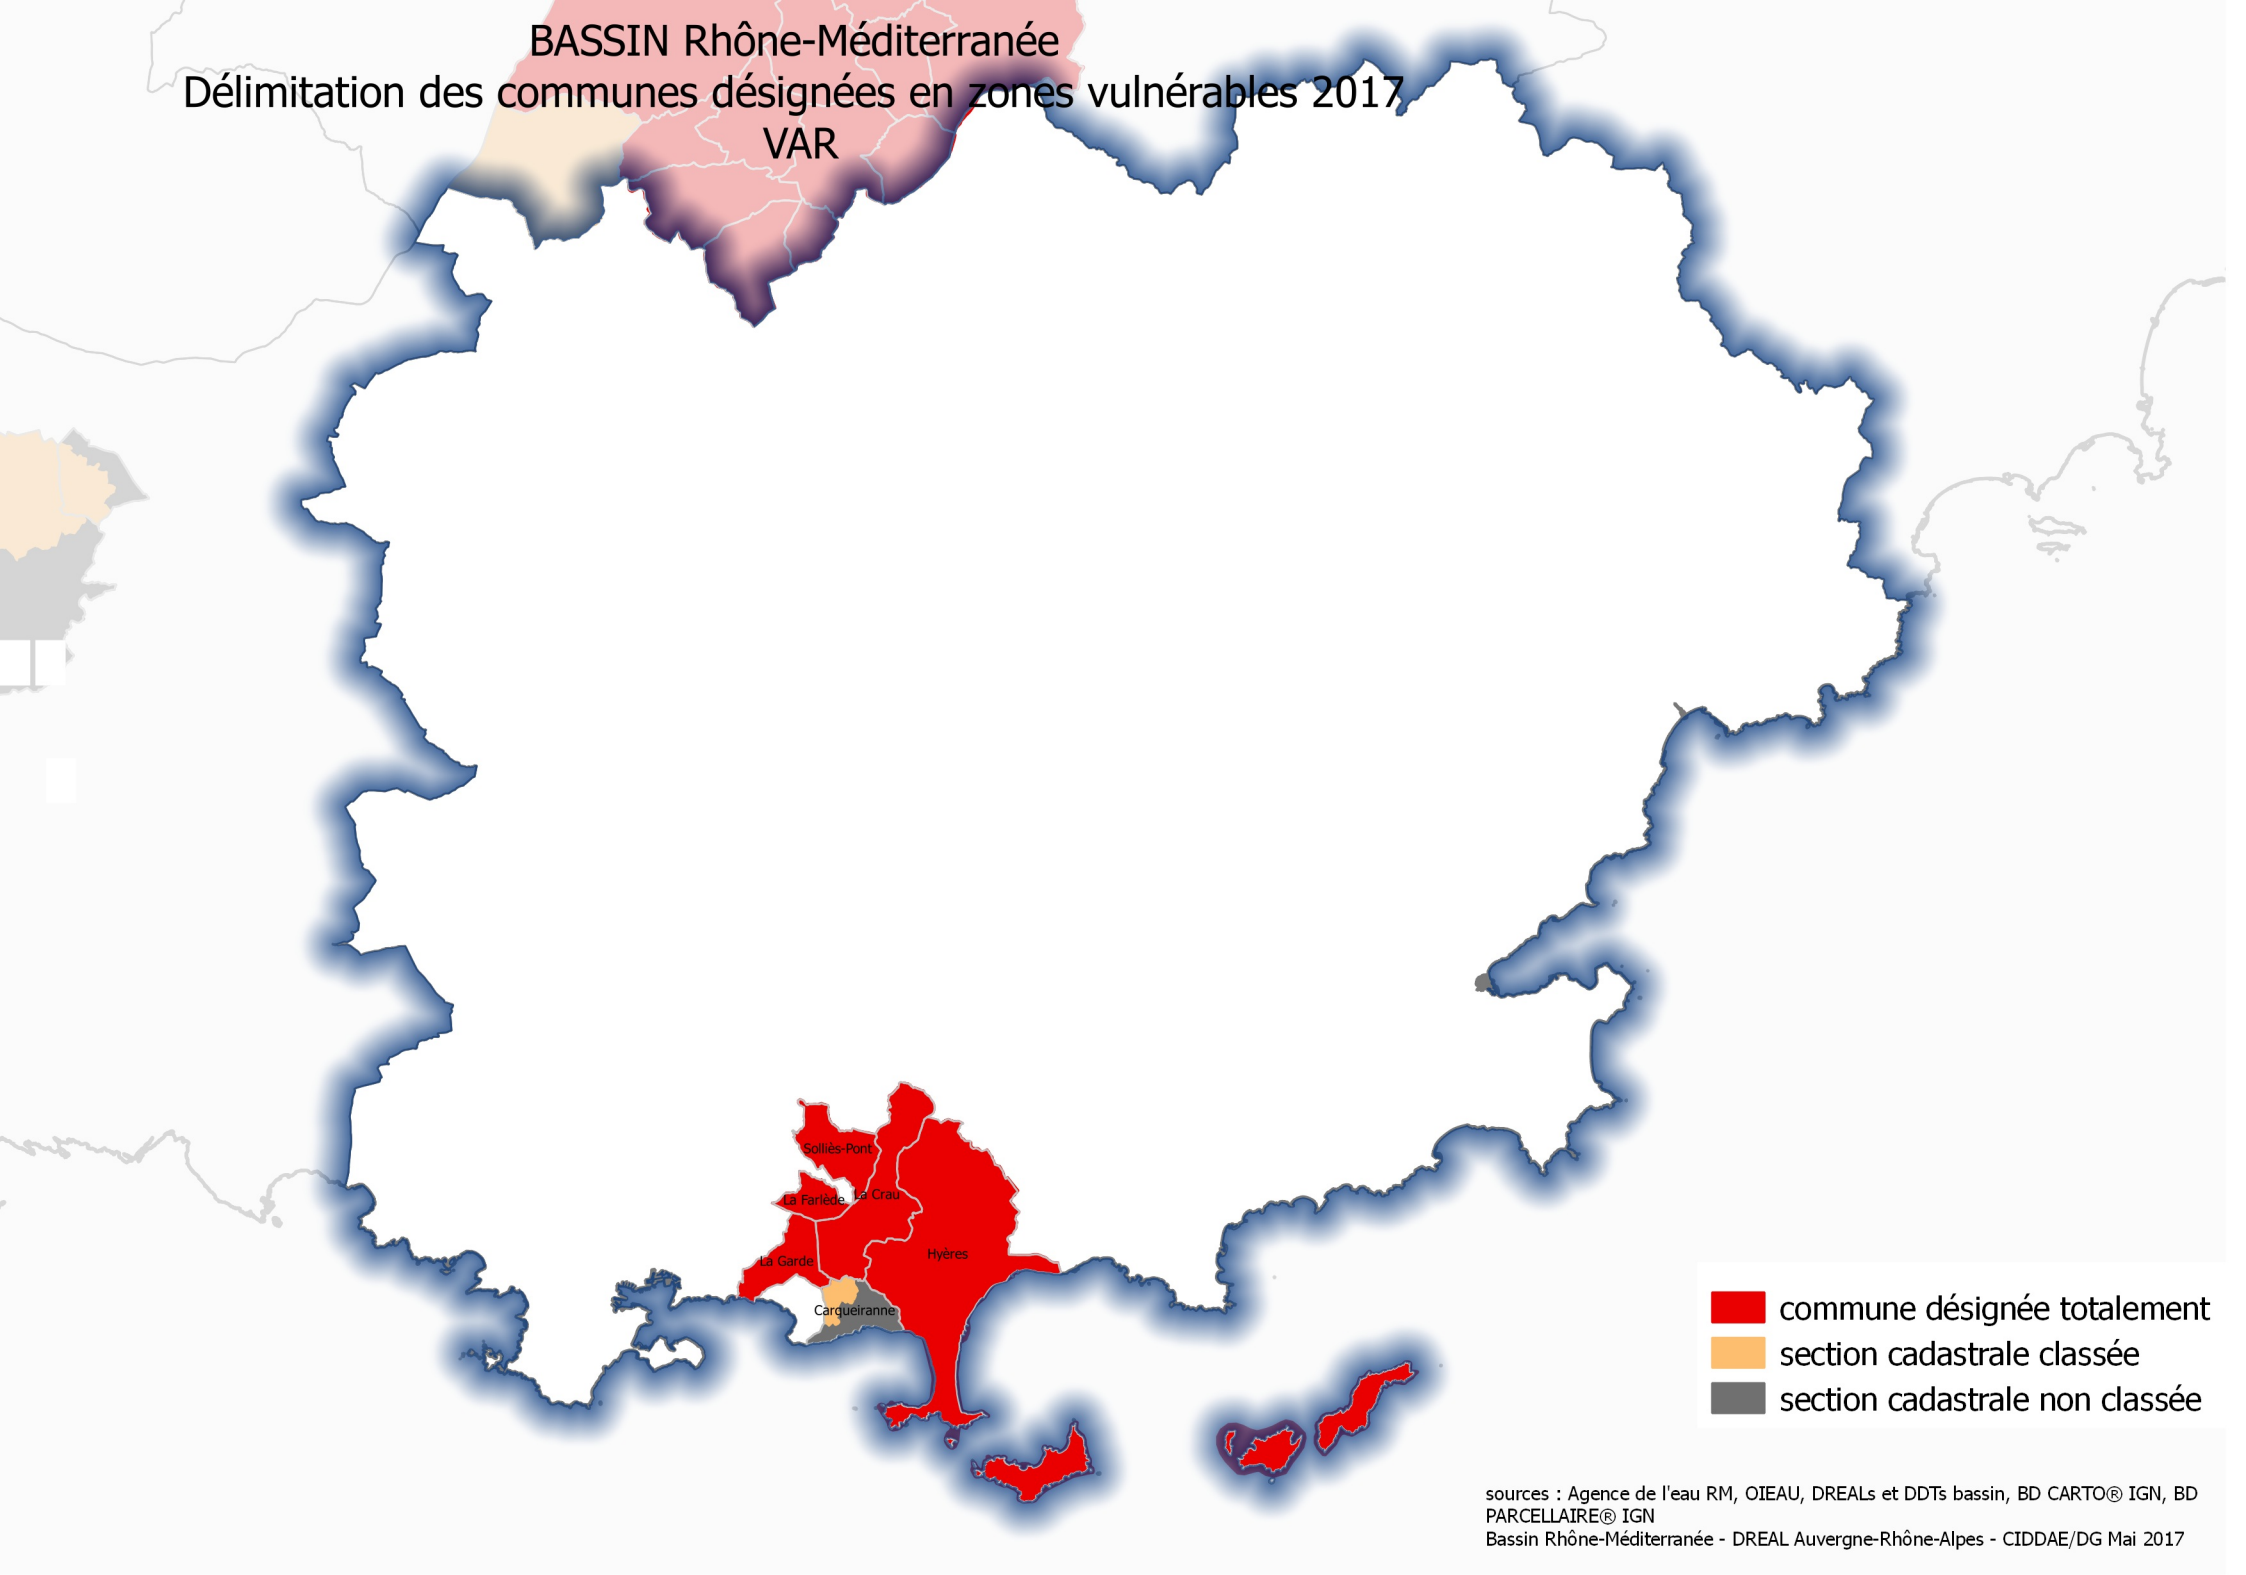 BASSIN Rhône-Méditerranée
Délimitation des communes désignées en zones vulnérables 2017
VAR
Solliès-Pont
La Farlède
La Crau
La Garde
Hyères
Carqueiranne
commune désignée totalement
section cadastrale classée
section cadastrale non classée
sources : Agence de l'eau RM, OIEAU, DREALs et DDTs bassin, BD CARTO® IGN, BD
PARCELLAIRE® IGN
Bassin Rhône-Méditerranée - DREAL Auvergne-Rhône-Alpes - CIDDAE/DG Mai 2017